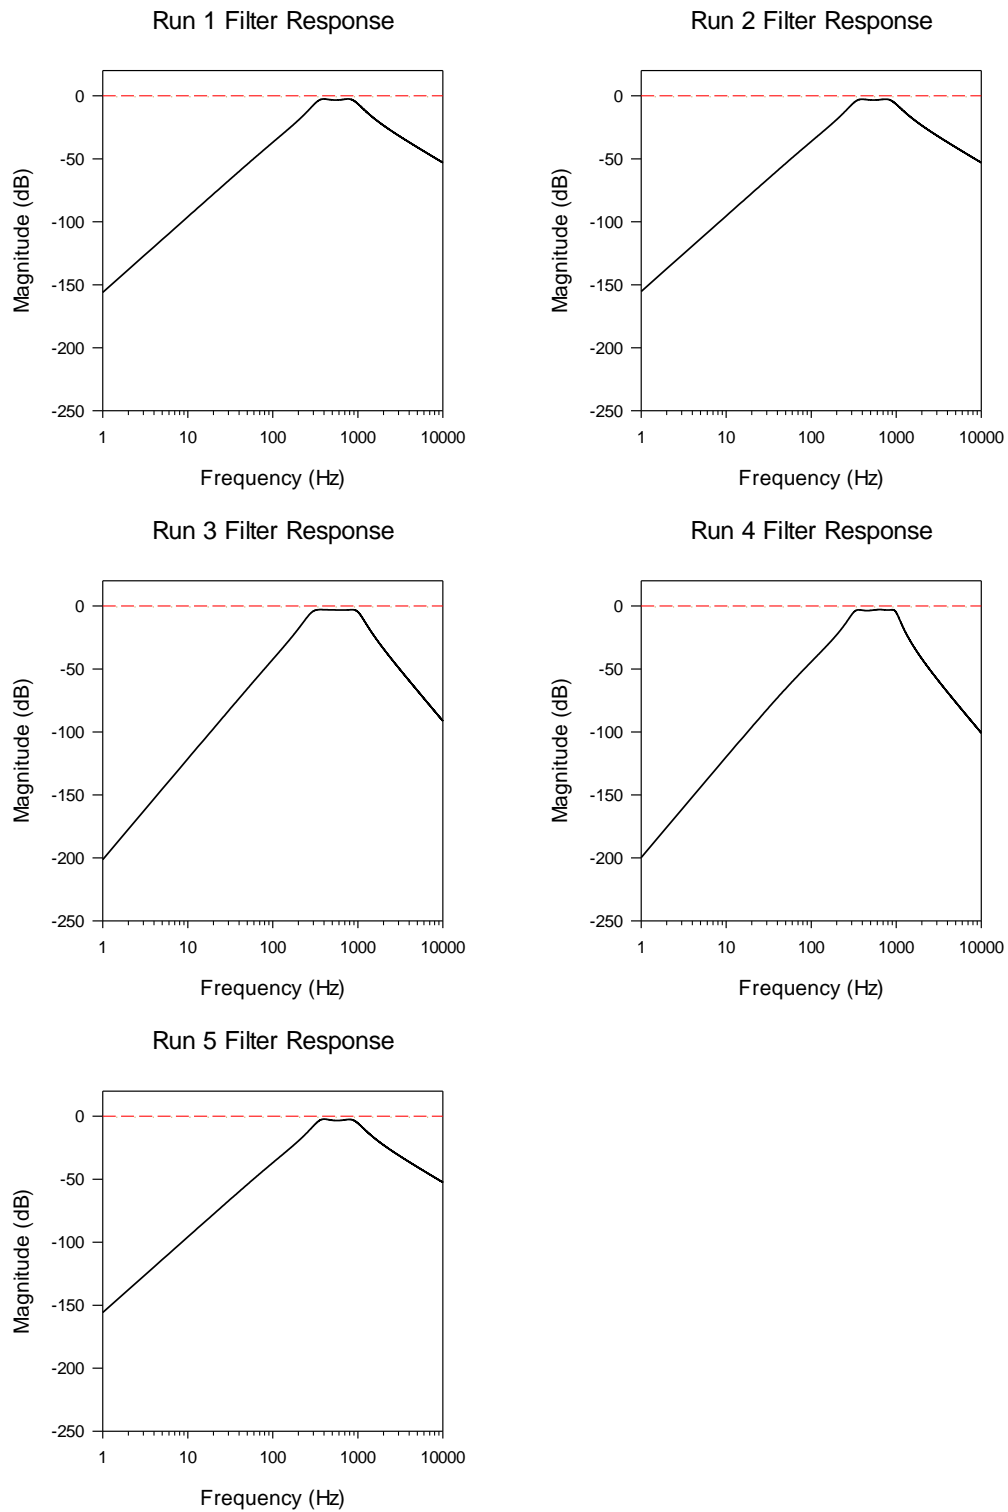 Run 1 Filter Response
Magnitude (dB)
0
-50
-100
-150
-200
-250
1 10 100 1000 10000
Frequency (Hz)
Run 2 Filter Response
Magnitude (dB)
0
-50
-100
-150
-200
-250
1 10 100 1000 10000
Frequency (Hz)
Run 3 Filter Response
Magnitude (dB)
0
-50
-100
-150
-200
-250
1 10 100 1000 10000
Frequency (Hz)
Run 4 Filter Response
Magnitude (dB)
0
-50
-100
-150
-200
-250
1 10 100 1000 10000
Frequency (Hz)
Run 5 Filter Response
Magnitude (dB)
0
-50
-100
-150
-200
-250
1 10 100 1000 10000
Frequency (Hz)